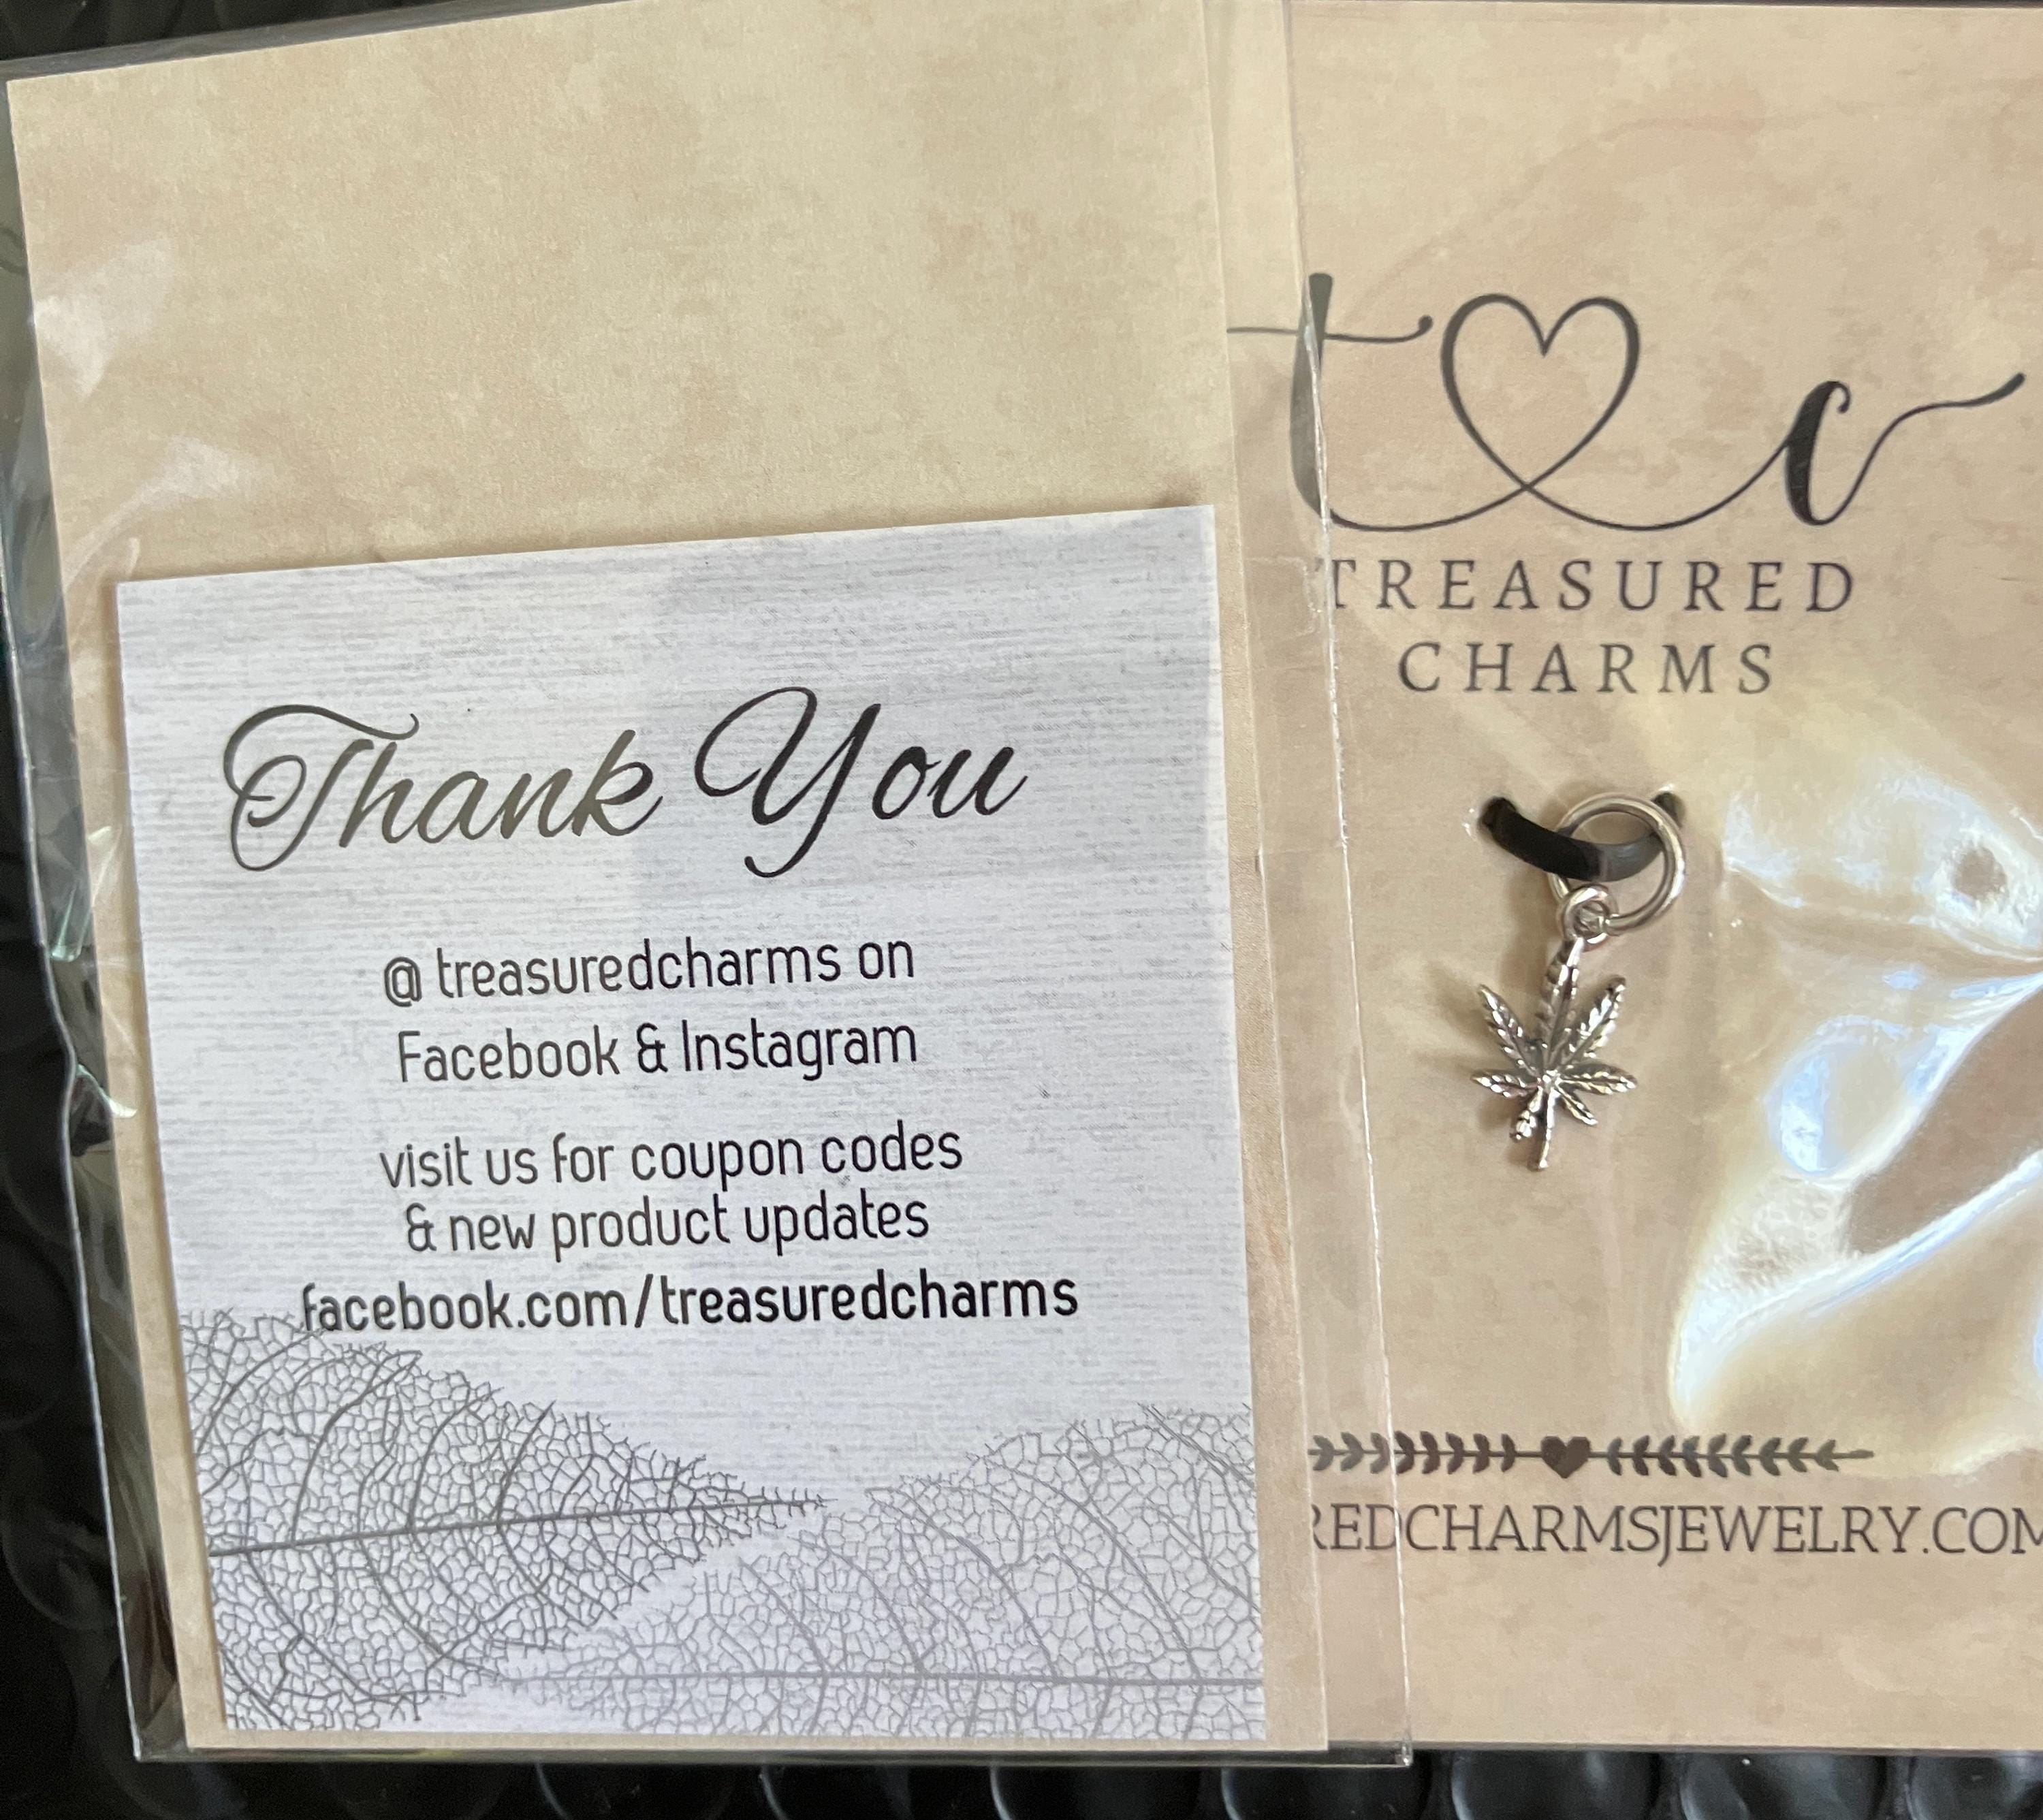 Thank You
@ treasuredcharms on
Facebook & Instagram
visit us for coupon codes
& new product updates
facebook.com/treasuredcharms
t c
TREASURED
CHARMS
REDCHARMSJEWELRY.COM